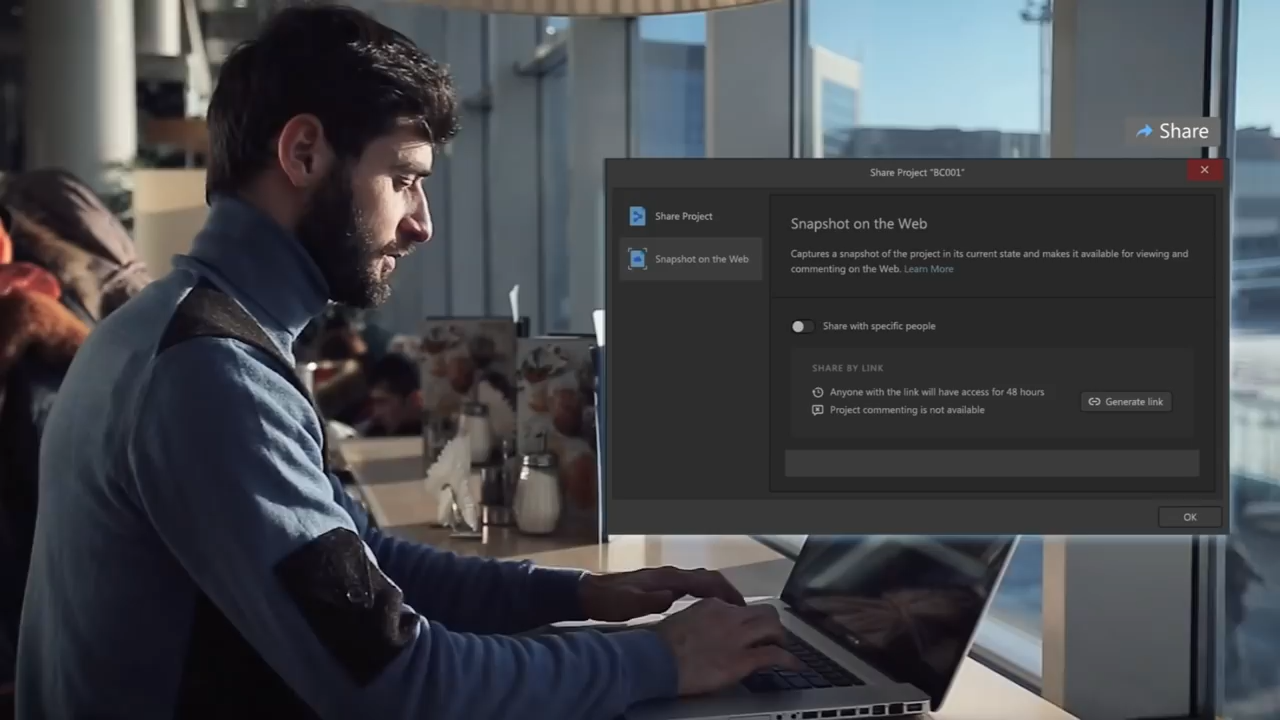 Share
Share Project "BC001"
Share Project
Snapshot on the Web
Snapshot on the Web
Captures a snapshot of the project in its current state and makes it available for viewing and
commenting on the Web. Learn More
Share with specific people
SHARE BY LINK
Anyone with the link will have access for 48 hours
Project commenting is not available
Generate link
OK